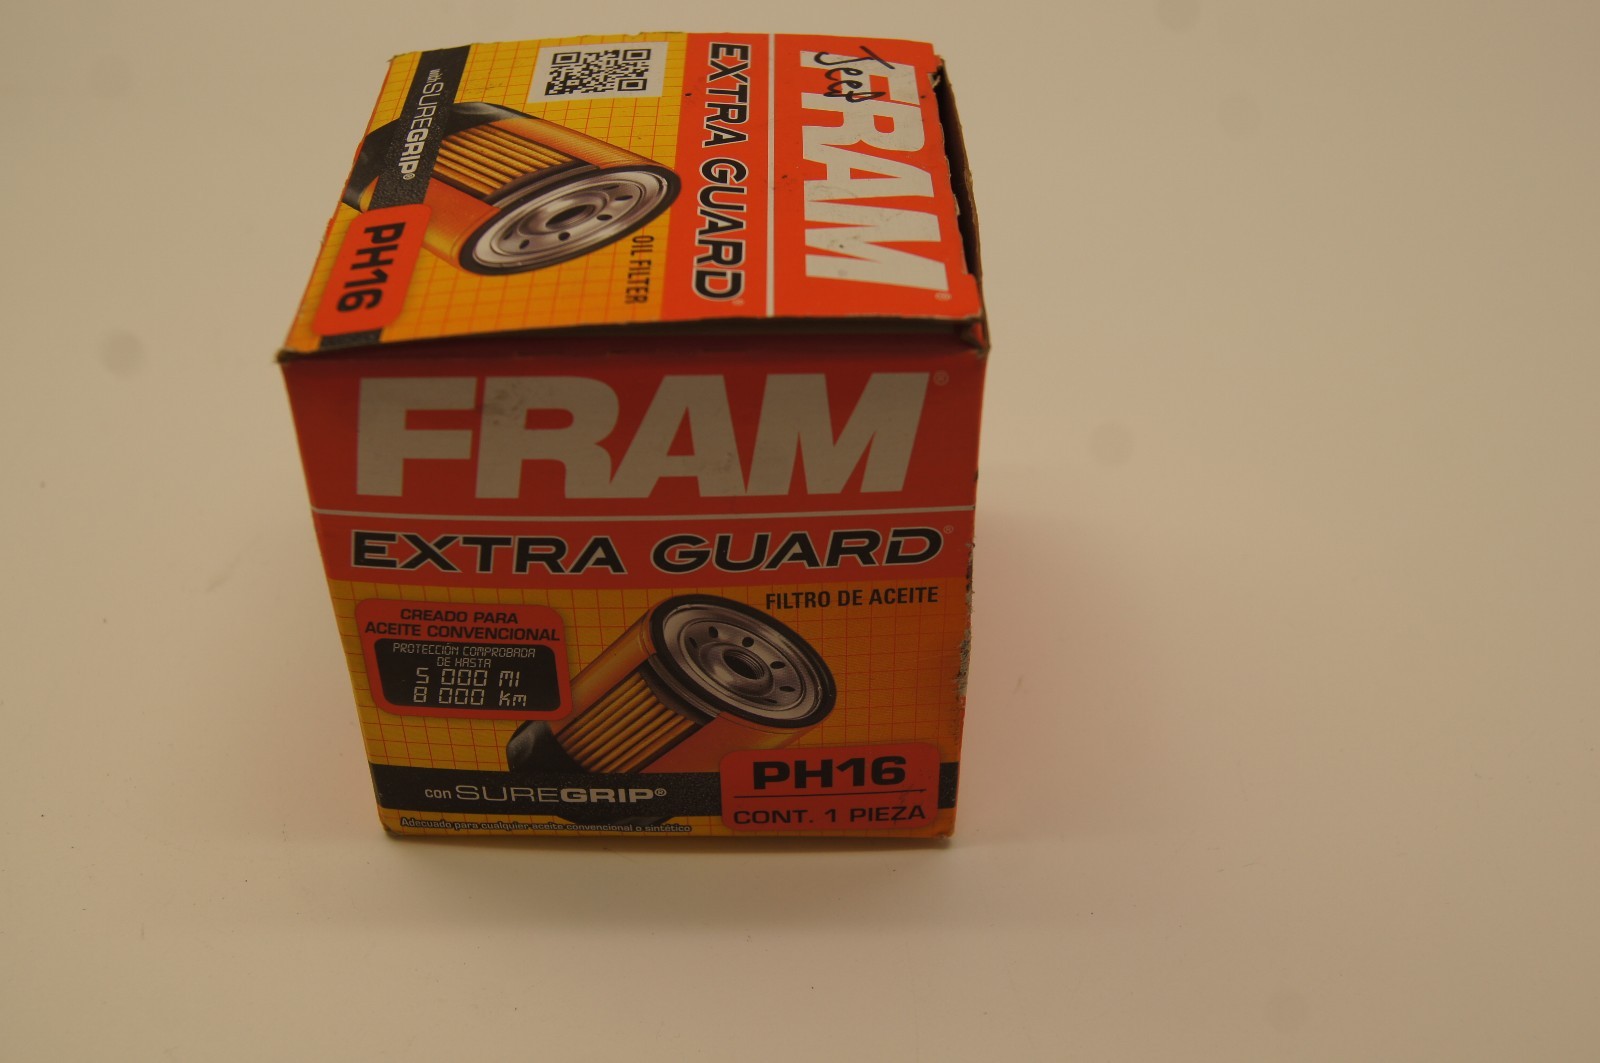 Jeep
FRAM®
EXTRA GUARD®
OIL FILTER
with SUREGRIP®
PH16
FRAM®
EXTRA GUARD®
FILTRO DE ACEITE
CREADO PARA
ACEITE CONVENCIONAL
PROTECCIÓN COMPROBADA
DE HASTA
5 000 MI
8 000 km
PH16
CONT. 1 PIEZA
con SUREGRIP®
Adecuado para cualquier aceite convencional o sintético